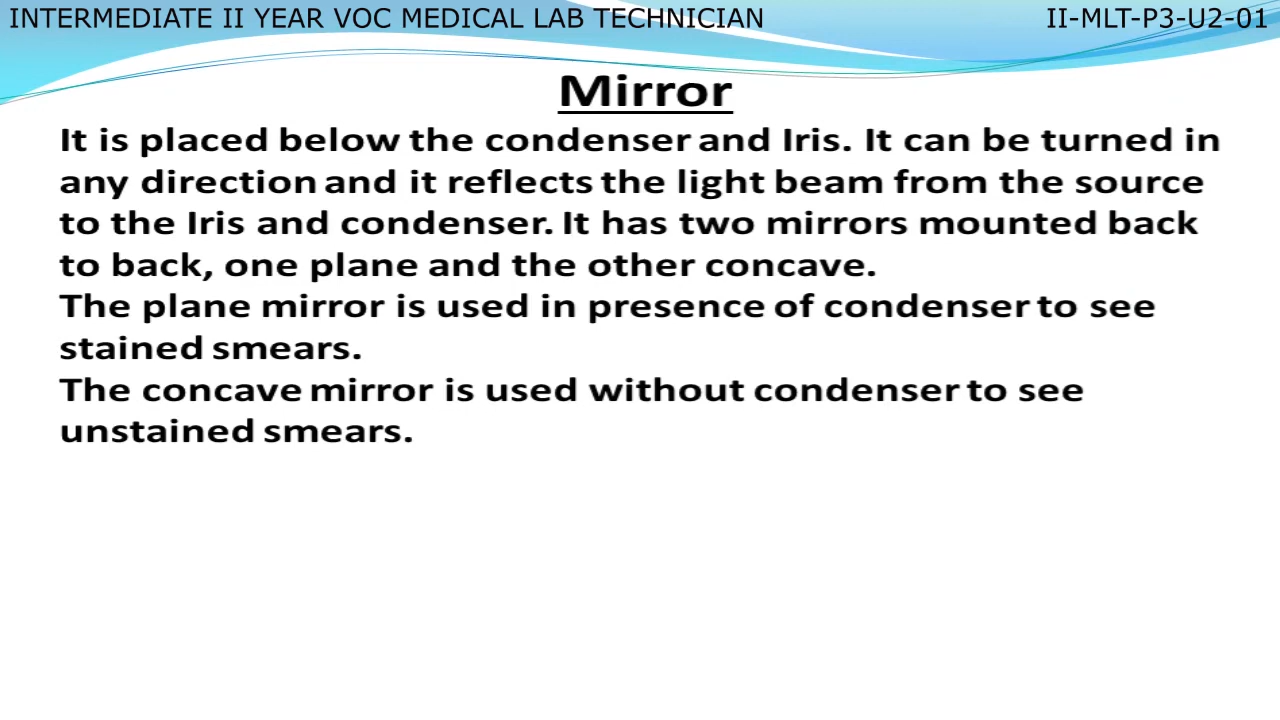 INTERMEDIATE II YEAR VOC MEDICAL LAB TECHNICIAN II-MLT-P3-U2-01
Mirror
It is placed below the condenser and Iris. It can be turned in
any direction and it reflects the light beam from the source
to the Iris and condenser. It has two mirrors mounted back
to back, one plane and the other concave.
The plane mirror is used in presence of condenser to see
stained smears.
The concave mirror is used without condenser to see
unstained smears.